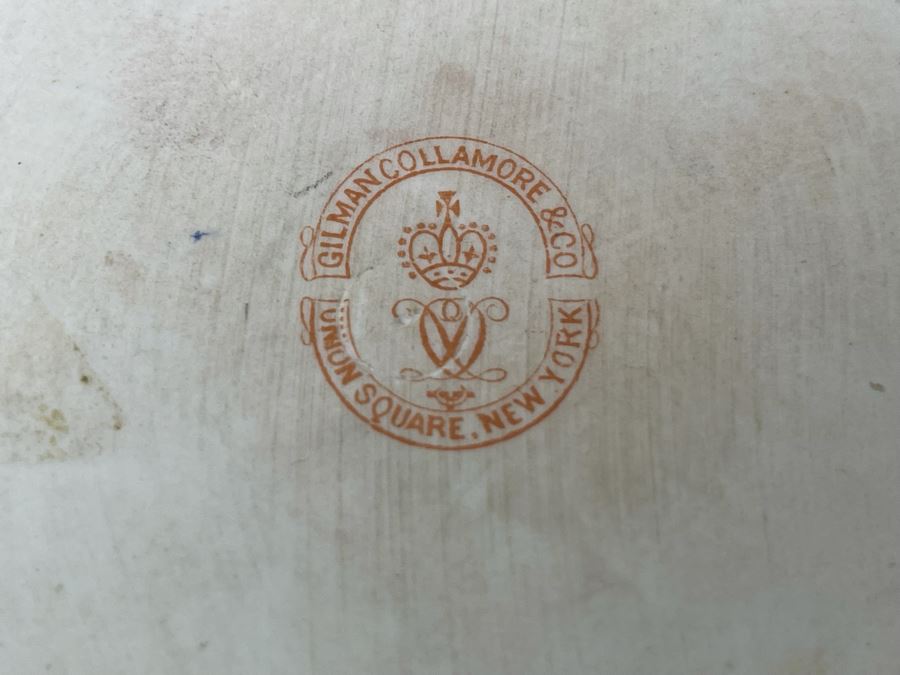 GILMAN COLLAMORE & CO
UNION SQUARE, NEW YORK